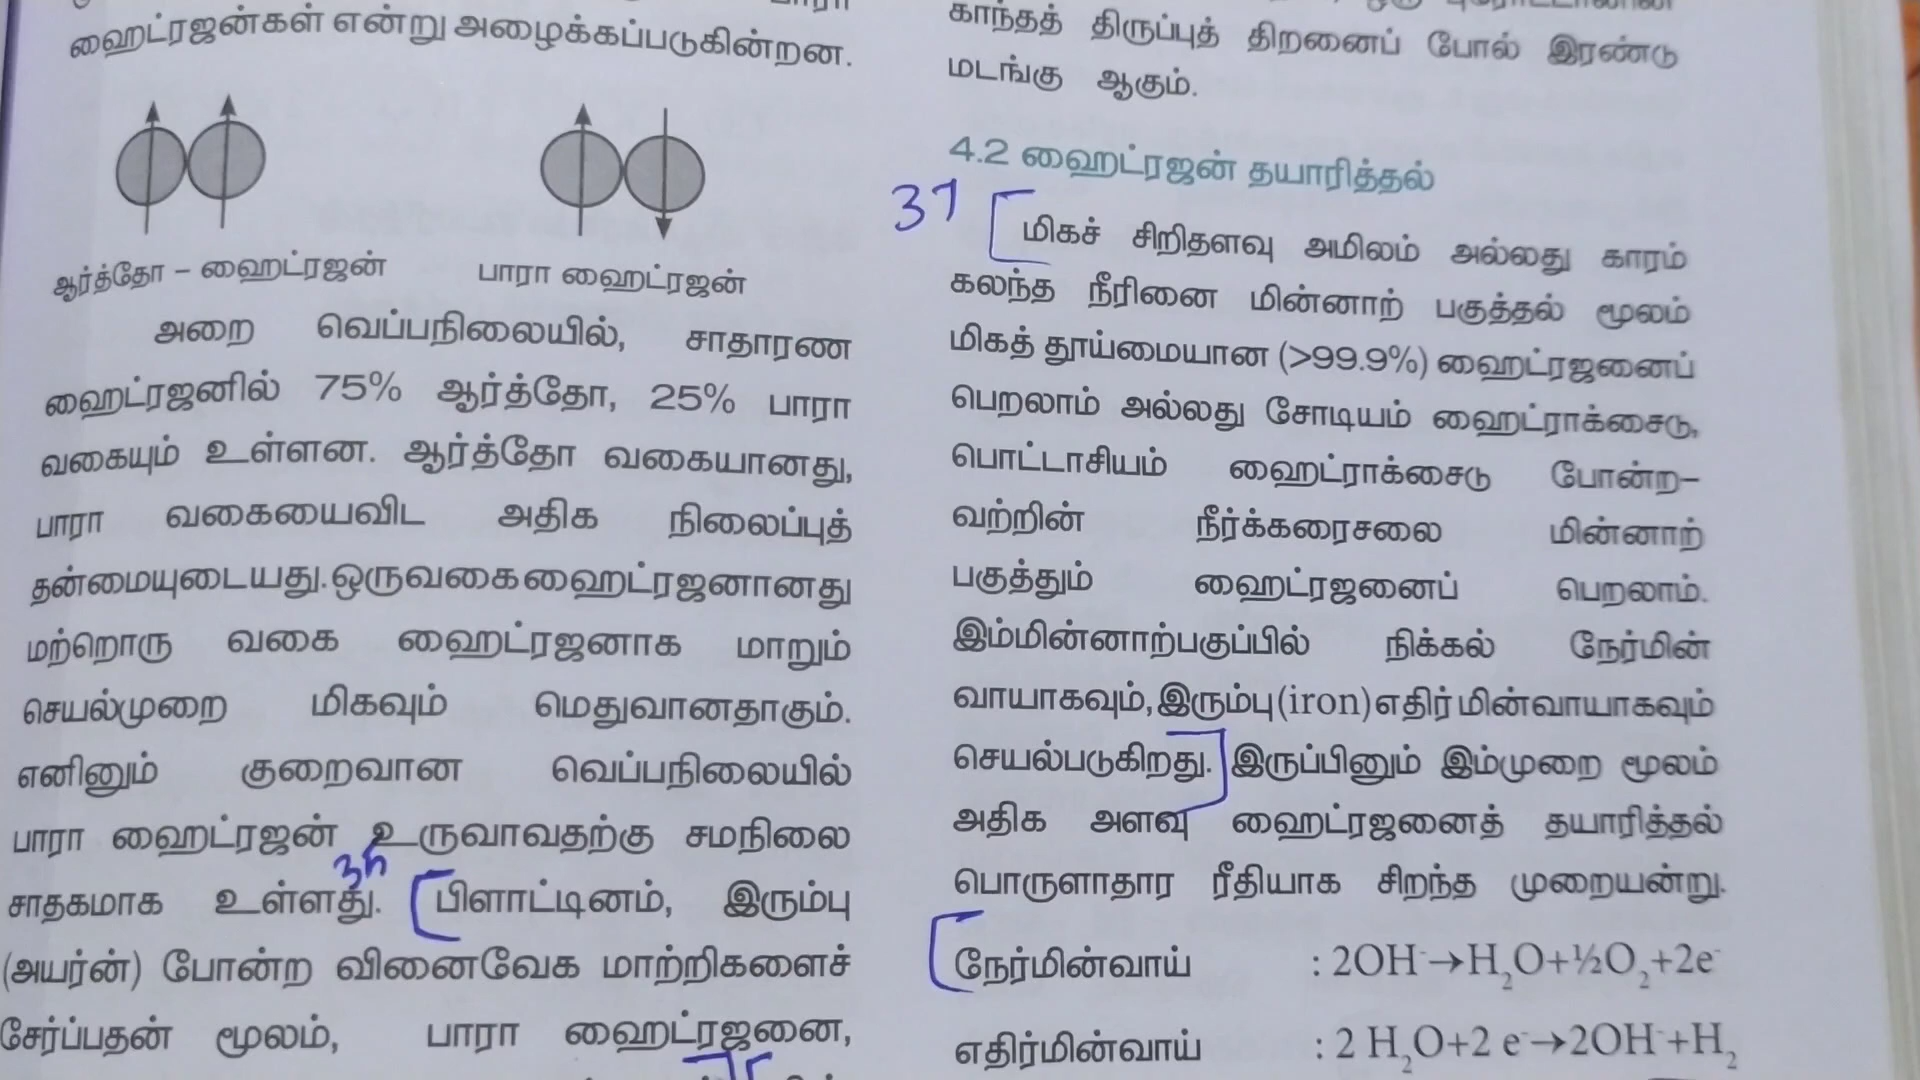 ஹைட்ரஜன்கள் என்று அழைக்கப்படுகின்றன.
ஆர்த்தோ - ஹைட்ரஜன்
பாரா ஹைட்ரஜன்
அறை வெப்பநிலையில், சாதாரண
ஹைட்ரஜனில் 75% ஆர்த்தோ, 25% பாரா
வகையும் உள்ளன. ஆர்த்தோ வகையானது,
பாரா வகையைவிட அதிக நிலைப்புத்
தன்மையுடையது. ஒருவகை ஹைட்ரஜனானது
மற்றொரு வகை ஹைட்ரஜனாக மாறும்
செயல்முறை மிகவும் மெதுவானதாகும்.
எனினும் குறைவான வெப்பநிலையில்
பாரா ஹைட்ரஜன் உருவாவதற்கு சமநிலை
சாதகமாக உள்ளது. பிளாட்டினம், இரும்பு
(அயர்ன்) போன்ற வினைவேக மாற்றிகளைச்
சேர்ப்பதன் மூலம், பாரா ஹைட்ரஜனை,
காந்தத் திருப்புத் திறனைப் போல் இரண்டு
மடங்கு ஆகும்.
4.2 ஹைட்ரஜன் தயாரித்தல்
37
மிகச் சிறிதளவு அமிலம் அல்லது காரம்
கலந்த நீரினை மின்னாற் பகுத்தல் மூலம்
மிகத் தூய்மையான (>99.9%) ஹைட்ரஜனைப்
பெறலாம் அல்லது சோடியம் ஹைட்ராக்சைடு,
பொட்டாசியம் ஹைட்ராக்சைடு போன்ற-
வற்றின் நீர்க்கரைசலை மின்னாற்
பகுத்தும் ஹைட்ரஜனைப் பெறலாம்.
இம்மின்னாற்பகுப்பில் நிக்கல் நேர்மின்
வாயாகவும், இரும்பு (iron) எதிர் மின்வாயாகவும்
செயல்படுகிறது. இருப்பினும் இம்முறை மூலம்
அதிக அளவு ஹைட்ரஜனைத் தயாரித்தல்
பொருளாதார ரீதியாக சிறந்த முறையன்று.
நேர்மின்வாய் : 2OH⁻→H₂O+½O₂+2e⁻
எதிர்மின்வாய் : 2 H₂O+2 e⁻→2OH⁻+H₂